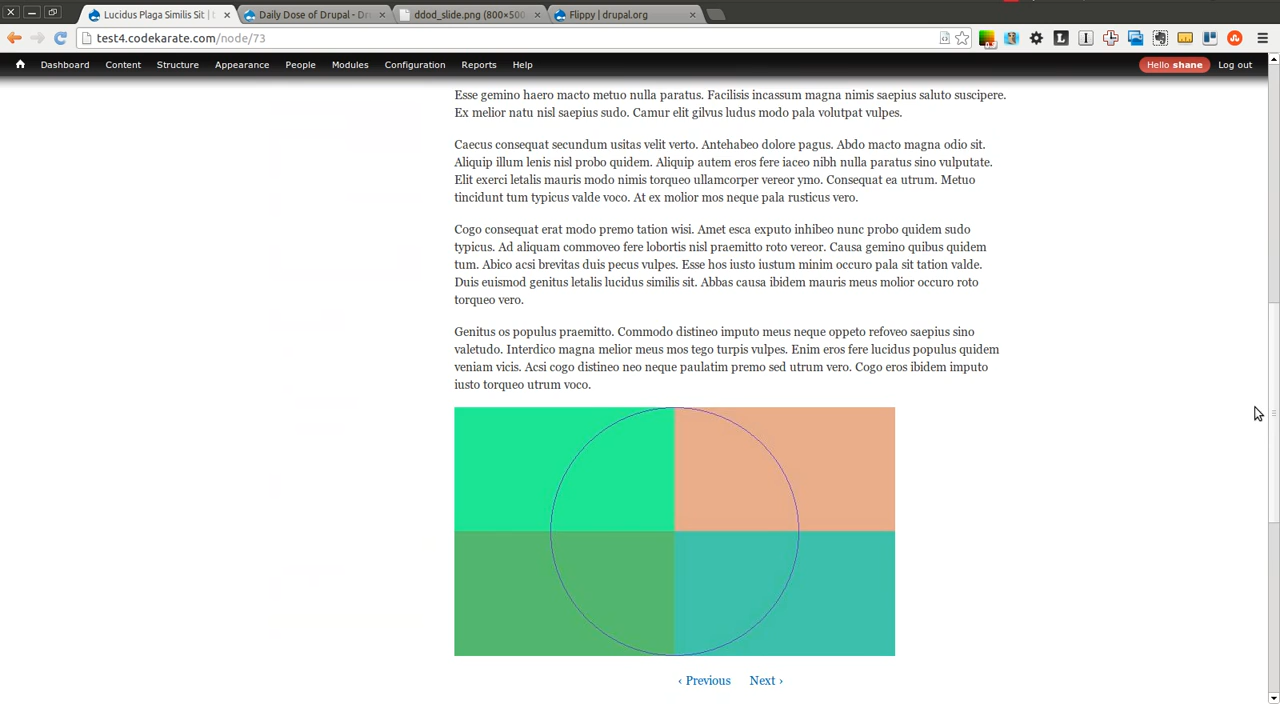 Lucidus Plaga Similis Sit | t
Daily Dose of Drupal - Dr
ddod_slide.png (800×500
Flippy | drupal.org
test4.codekarate.com/node/73
Dashboard Content Structure Appearance People Modules Configuration Reports Help Hello shane Log out
Esse gemino haero macto metuo nulla paratus. Facilisis incassum magna nimis saepius saluto suscipere.
Ex melior natu nisl saepius sudo. Camur elit gilvus ludus modo pala volutpat vulpes.
Caecus consequat secundum usitas velit verto. Antehabeo dolore pagus. Abdo macto magna odio sit.
Aliquip illum lenis nisl probo quidem. Aliquip autem eros fere iaceo nibh nulla paratus sino vulputate.
Elit exerci letalis mauris modo nimis torqueo ullamcorper vereor ymo. Consequat ea utrum. Metuo
tincidunt tum typicus valde voco. At ex molior mos neque pala rusticus vero.
Cogo consequat erat modo premo tation wisi. Amet esca exputo inhibeo nunc probo quidem sudo
typicus. Ad aliquam commoveo fere lobortis nisl praemitto roto vereor. Causa gemino quibus quidem
tum. Abico acsi brevitas duis pecus vulpes. Esse hos iusto iustum minim occuro pala sit tation valde.
Duis euismod genitus letalis lucidus similis sit. Abbas causa ibidem mauris meus molior occuro roto
torqueo vero.
Genitus os populus praemitto. Commodo distineo imputo meus neque oppeto refoveo saepius sino
valetudo. Interdico magna melior meus mos tego turpis vulpes. Enim eros fere lucidus populus quidem
veniam vicis. Acsi cogo distineo neo neque paulatim premo sed utrum vero. Cogo eros ibidem imputo
iusto torqueo utrum voco.
‹ Previous Next ›